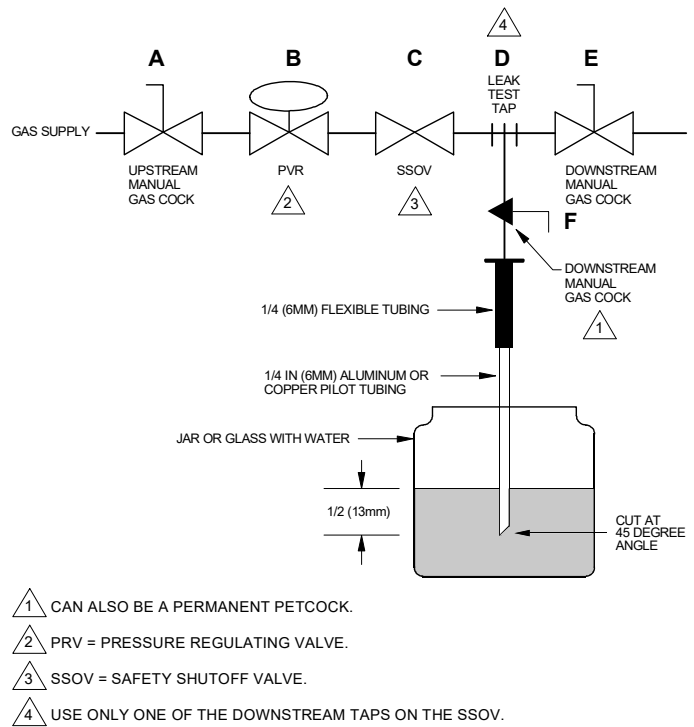 4
A
B
C
D
E
LEAK
TEST
TAP
GAS SUPPLY
UPSTREAM
MANUAL
GAS COCK
PVR
2
SSOV
3
DOWNSTREAM
MANUAL
GAS COCK
F
DOWNSTREAM
MANUAL
GAS COCK
1
1/4 (6MM) FLEXIBLE TUBING
1/4 IN (6MM) ALUMINUM OR
COPPER PILOT TUBING
JAR OR GLASS WITH WATER
1/2 (13mm)
CUT AT
45 DEGREE
ANGLE
1 CAN ALSO BE A PERMANENT PETCOCK.
2 PRV = PRESSURE REGULATING VALVE.
3 SSOV = SAFETY SHUTOFF VALVE.
4 USE ONLY ONE OF THE DOWNSTREAM TAPS ON THE SSOV.